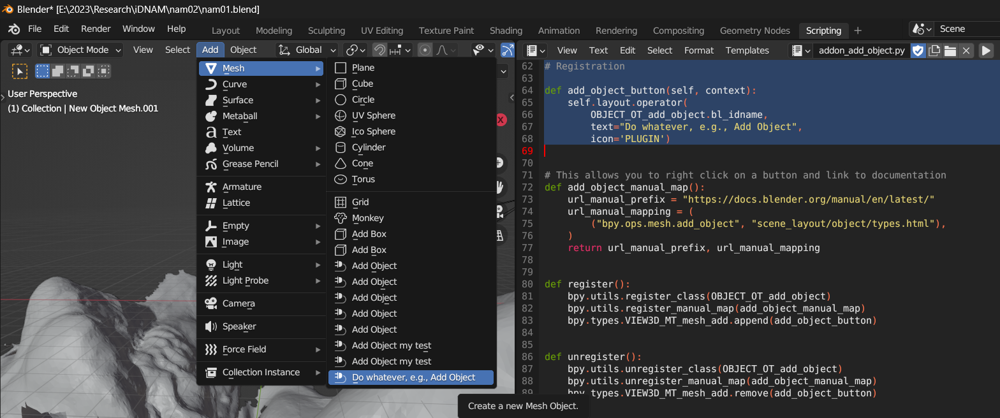 Blender* [E:\2023\Research\iDNAM\nam02\nam01.blend]
File Edit Render Window Help Layout Modeling Sculpting UV Editing Texture Paint Shading Animation Rendering Compositing Geometry Nodes Scripting + Scene
Object Mode View Select Add Object Global
View Text Edit Select Format Templates addon_add_object.py
User Perspective
(1) Collection | New Object Mesh.001
Mesh
Curve
Surface
Metaball
Text
Volume
Grease Pencil
Armature
Lattice
Empty
Image
Light
Light Probe
Camera
Speaker
Force Field
Collection Instance
Plane
Cube
Circle
UV Sphere
Ico Sphere
Cylinder
Cone
Torus
Grid
Monkey
Add Box
Add Box
Add Object
Add Object
Add Object
Add Object
Add Object
Add Object my test
Add Object my test
Do whatever, e.g., Add Object
Create a new Mesh Object.
X
62 # Registration
63
64 def add_object_button(self, context):
65     self.layout.operator(
66         OBJECT_OT_add_object.bl_idname,
67         text="Do whatever, e.g., Add Object",
68         icon='PLUGIN')
69
70
71 # This allows you to right click on a button and link to documentation
72 def add_object_manual_map():
73     url_manual_prefix = "https://docs.blender.org/manual/en/latest/"
74     url_manual_mapping = (
75         ("bpy.ops.mesh.add_object", "scene_layout/object/types.html"),
76     )
77     return url_manual_prefix, url_manual_mapping
78
79
80 def register():
81     bpy.utils.register_class(OBJECT_OT_add_object)
82     bpy.utils.register_manual_map(add_object_manual_map)
83     bpy.types.VIEW3D_MT_mesh_add.append(add_object_button)
84
85
86 def unregister():
87     bpy.utils.unregister_class(OBJECT_OT_add_object)
88     bpy.utils.unregister_manual_map(add_object_manual_map)
89     bpy.types.VIEW3D_MT_mesh_add.remove(add_object_button)